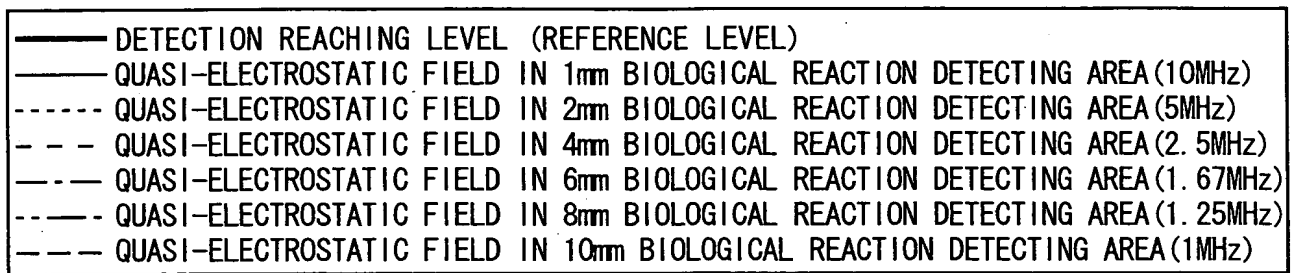 DETECTION REACHING LEVEL (REFERENCE LEVEL)
QUASI-ELECTROSTATIC FIELD IN 1mm BIOLOGICAL REACTION DETECTING AREA(10MHz)
QUASI-ELECTROSTATIC FIELD IN 2mm BIOLOGICAL REACTION DETECTING AREA(5MHz)
QUASI-ELECTROSTATIC FIELD IN 4mm BIOLOGICAL REACTION DETECTING AREA(2.5MHz)
QUASI-ELECTROSTATIC FIELD IN 6mm BIOLOGICAL REACTION DETECTING AREA(1.67MHz)
QUASI-ELECTROSTATIC FIELD IN 8mm BIOLOGICAL REACTION DETECTING AREA(1.25MHz)
QUASI-ELECTROSTATIC FIELD IN 10mm BIOLOGICAL REACTION DETECTING AREA(1MHz)